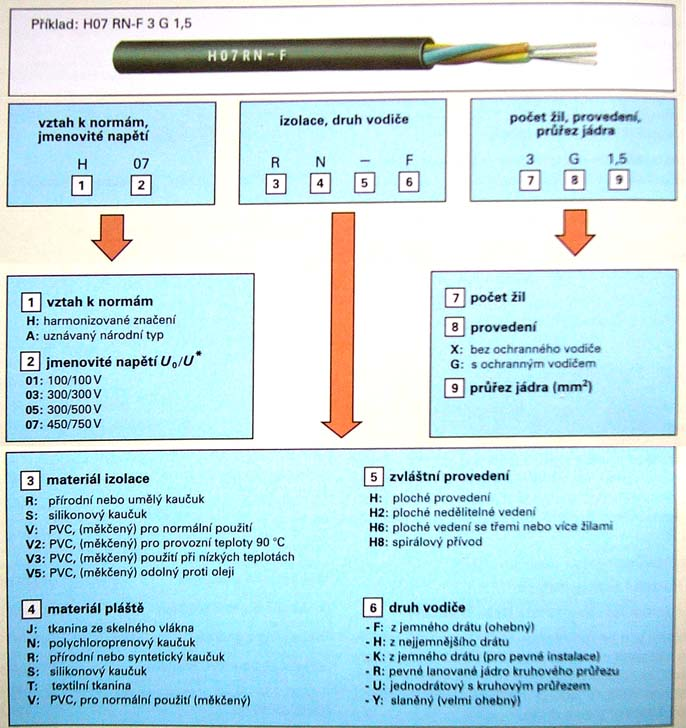 Příklad: H07 RN-F 3 G 1,5
H07RN-F
vztah k normám,
jmenovité napětí
H 07
1 2
izolace, druh vodiče
R N – F
3 4 5 6
počet žil, provedení,
průřez jádra
3 G 1,5
7 8 9
1 vztah k normám
H: harmonizované značení
A: uznávaný národní typ
2 jmenovité napětí U₀/U*
01: 100/100 V
03: 300/300 V
05: 300/500 V
07: 450/750 V
7 počet žil
8 provedení
X: bez ochranného vodiče
G: s ochranným vodičem
9 průřez jádra (mm²)
3 materiál izolace
R: přírodní nebo umělý kaučuk
S: silikonový kaučuk
V: PVC, (měkčený) pro normální použití
V2: PVC, (měkčený) pro provozní teploty 90 °C
V3: PVC, (měkčený) použití při nízkých teplotách
V5: PVC, (měkčený) odolný proti oleji
4 materiál pláště
J: tkanina ze skelného vlákna
N: polychloroprenový kaučuk
R: přírodní nebo syntetický kaučuk
S: silikonový kaučuk
T: textilní tkanina
V: PVC, pro normální použití (měkčený)
5 zvláštní provedení
H: ploché provedení
H2: ploché nedělitelné vedení
H6: ploché vedení se třemi nebo více žilami
H8: spirálový přívod
6 druh vodiče
- F: z jemného drátu (ohebný)
- H: z nejjemnějšího drátu
- K: z jemného drátu (pro pevné instalace)
- R: pevné lanované jádro kruhového průřezu
- U: jednodrátový s kruhovým průřezem
- Y: slaněný (velmi ohebný)